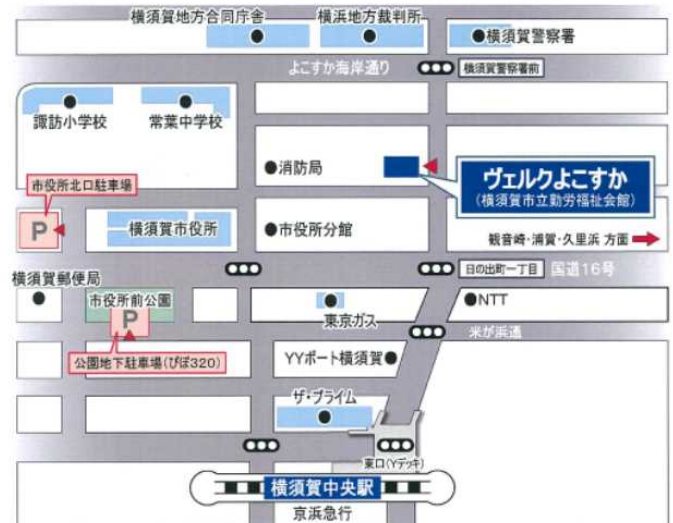 横須賀地方合同庁舎
横浜地方裁判所
横須賀警察署
よこすか海岸通り
横須賀警察署前
諏訪小学校
常葉中学校
消防局
ヴェルクよこすか
(横須賀市立勤労福祉会館)
市役所北口駐車場
P
横須賀市役所
市役所分館
観音崎・浦賀・久里浜 方面
日の出町一丁目
国道16号
横須賀郵便局
市役所前公園
P
東京ガス
NTT
米が浜通
公園地下駐車場(ぴぽ320)
YYポート横須賀
ザ・プライム
東口(Yデッキ)
横須賀中央駅
京浜急行